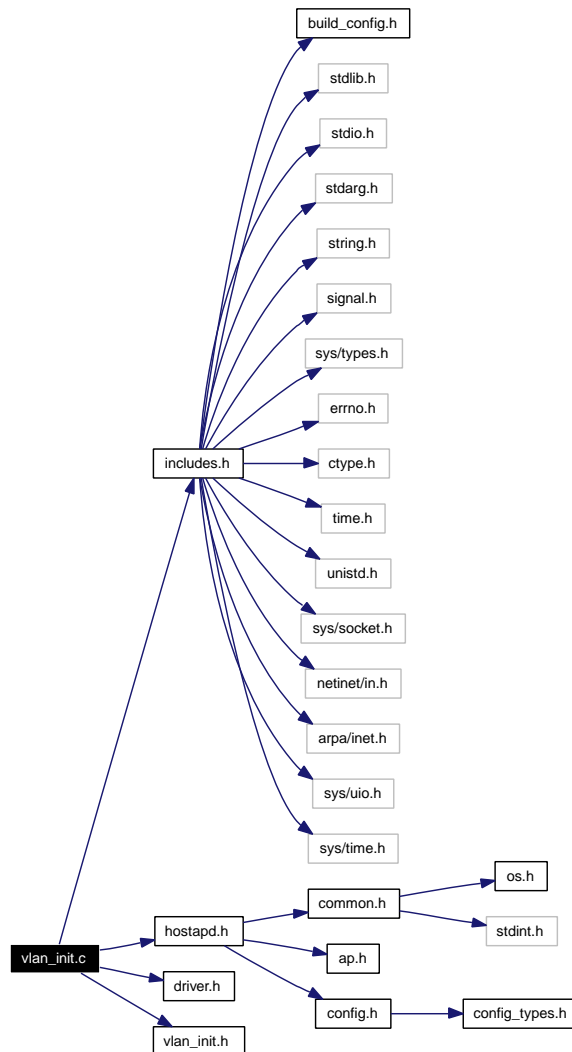 build_config.h
stdlib.h
stdio.h
stdarg.h
string.h
signal.h
sys/types.h
errno.h
includes.h
ctype.h
time.h
unistd.h
sys/socket.h
netinet/in.h
arpa/inet.h
sys/uio.h
sys/time.h
os.h
common.h
hostapd.h
stdint.h
vlan_init.c
ap.h
driver.h
config.h
config_types.h
vlan_init.h